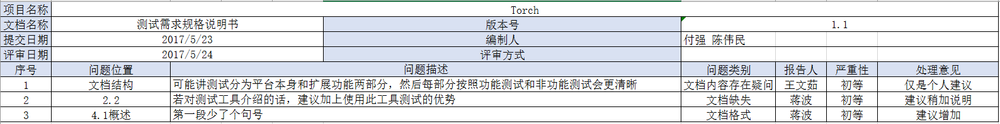 项目名称 Torch
文档名称 测试需求规格说明书 版本号 1.1
提交日期 2017/5/23 编制人 付强 陈伟民
评审日期 2017/5/24 评审方式
序号 问题位置 问题描述 问题类别 报告人 严重性 处理意见
1 文档结构 可能讲测试分为平台本身和扩展功能两部分，然后每部分按照功能测试和非功能测试会更清晰 文档内容存在疑问 王文茹 初等 仅是个人建议
2 2.2 若对测试工具介绍的话，建议加上使用此工具测试的优势 文档缺失 蒋波 初等 建议稍加说明
3 4.1概述 第一段少了个句号 文档格式 蒋波 初等 建议增加